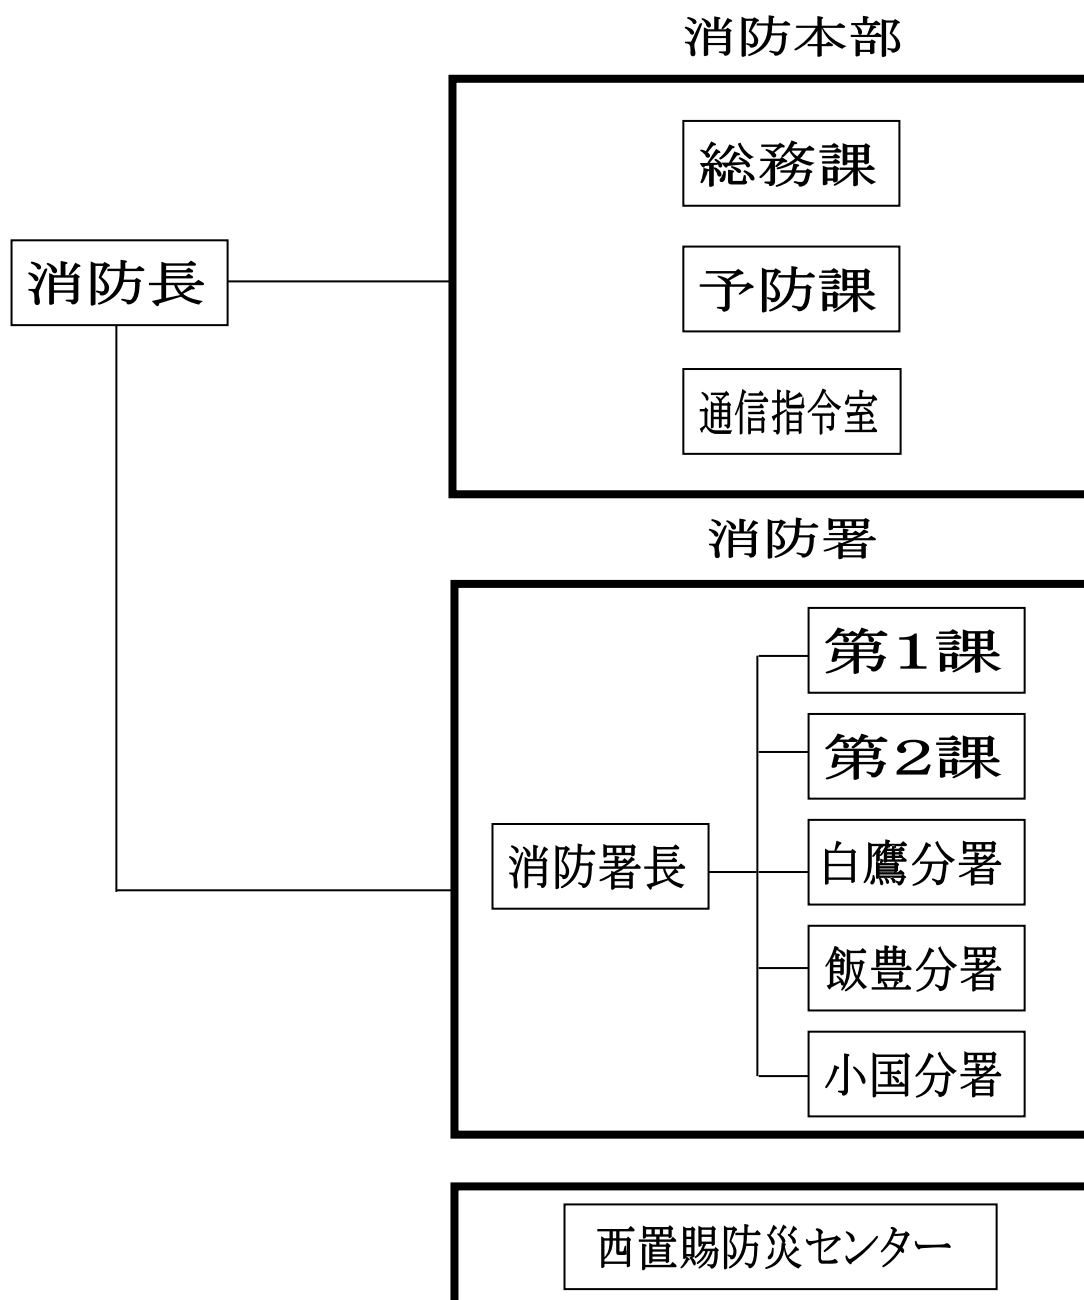 消防本部
総務課
消防長
予防課
通信指令室
消防署
第1課
第2課
消防署長
白鷹分署
飯豊分署
小国分署
西置賜防災センター